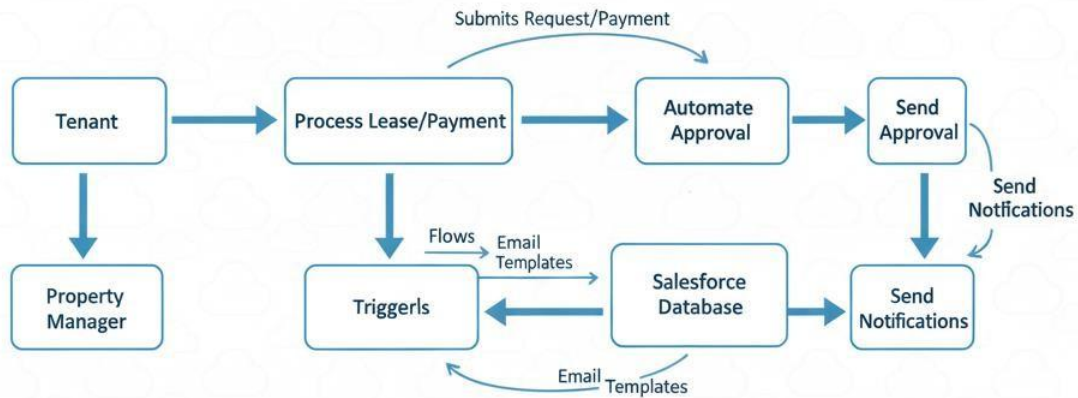 Submits Request/Payment
Tenant
Process Lease/Payment
Automate
Approval
Send
Approval
Send
Notifications
Flows
Email
Templates
Property
Manager
Triggerls
Salesforce
Database
Send
Notifications
Email
Templates